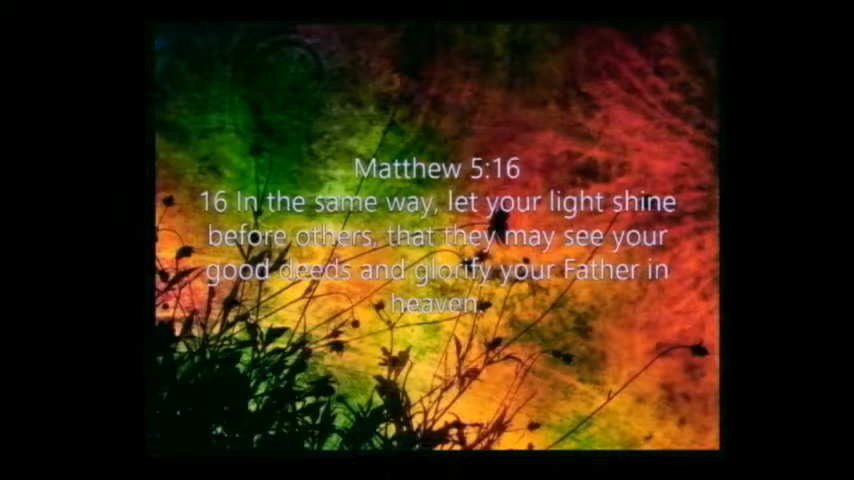 Matthew 5:16
16 In the same way, let your light shine
before others, that they may see your
good deeds and glorify your Father in
heaven.